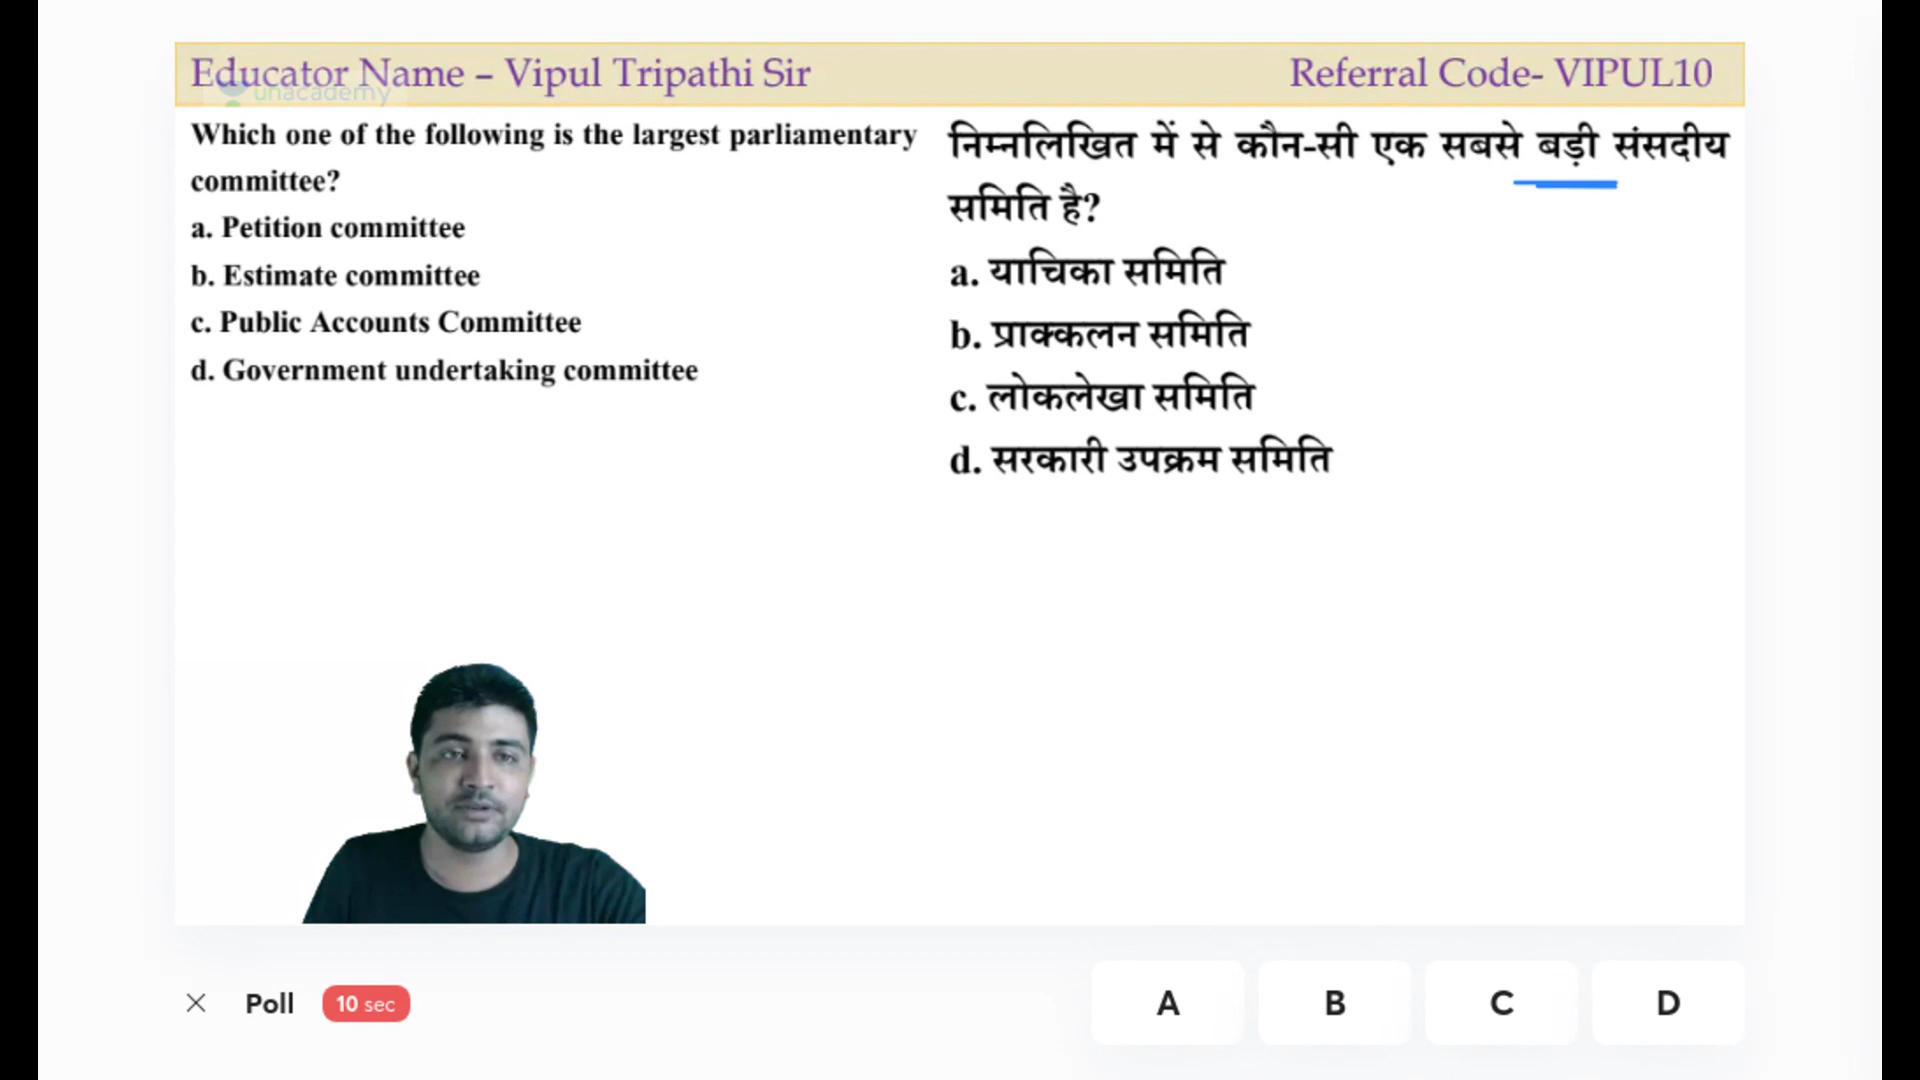 Educator Name – Vipul Tripathi Sir
Referral Code- VIPUL10
unacademy
Which one of the following is the largest parliamentary
committee?
a. Petition committee
b. Estimate committee
c. Public Accounts Committee
d. Government undertaking committee
निम्नलिखित में से कौन-सी एक सबसे बड़ी संसदीय
समिति है?
a. याचिका समिति
b. प्राक्कलन समिति
c. लोकलेखा समिति
d. सरकारी उपक्रम समिति
Poll
10 sec
A
B
C
D